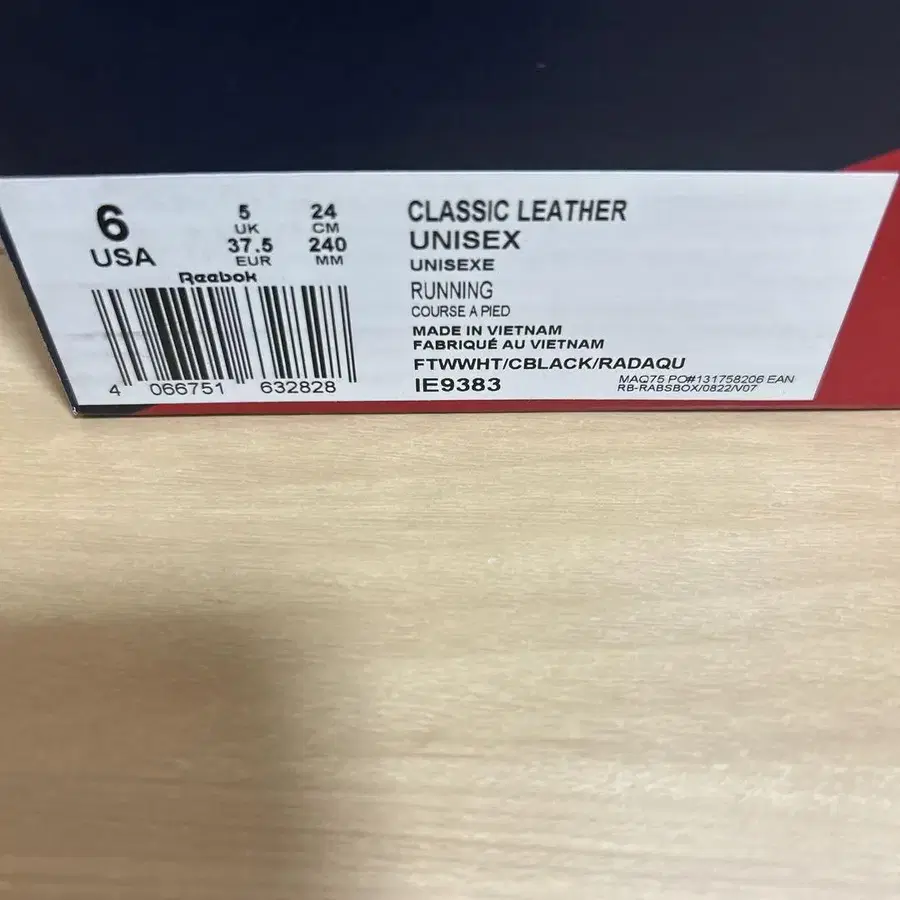 6
USA
5
UK
37.5
EUR
24
CM
240
MM
Reebok
4 066751 632828
CLASSIC LEATHER
UNISEX
UNISEXE
RUNNING
COURSE A PIED
MADE IN VIETNAM
FABRIQUÉ AU VIETNAM
FTWWHT/CBLACK/RADAQU
IE9383
MAQ75 PO#131758206 EAN
RB-RABSBOX/0822/V07